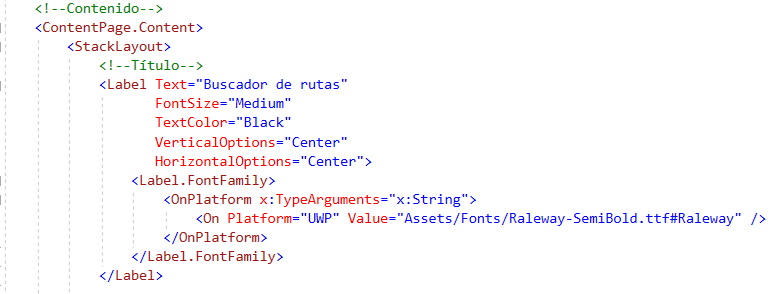 <!--Contenido-->
<ContentPage.Content>
<StackLayout>
<!--Título-->
<Label Text="Buscador de rutas"
FontSize="Medium"
TextColor="Black"
VerticalOptions="Center"
HorizontalOptions="Center">
<Label.FontFamily>
<OnPlatform x:TypeArguments="x:String">
<On Platform="UWP" Value="Assets/Fonts/Raleway-SemiBold.ttf#Raleway" />
</OnPlatform>
</Label.FontFamily>
</Label>